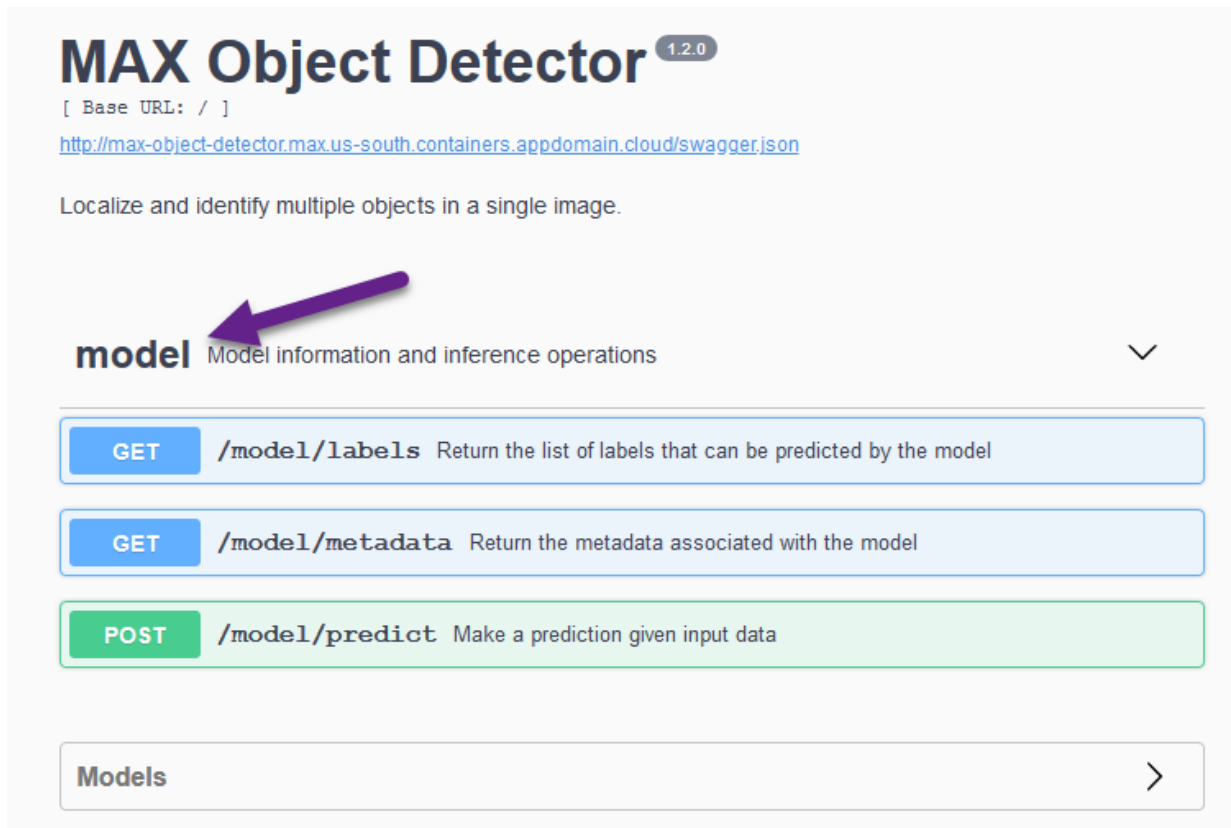 MAX Object Detector 1.2.0
[ Base URL: / ]
http://max-object-detector.max.us-south.containers.appdomain.cloud/swagger.json
Localize and identify multiple objects in a single image.
model Model information and inference operations
GET /model/labels Return the list of labels that can be predicted by the model
GET /model/metadata Return the metadata associated with the model
POST /model/predict Make a prediction given input data
Models